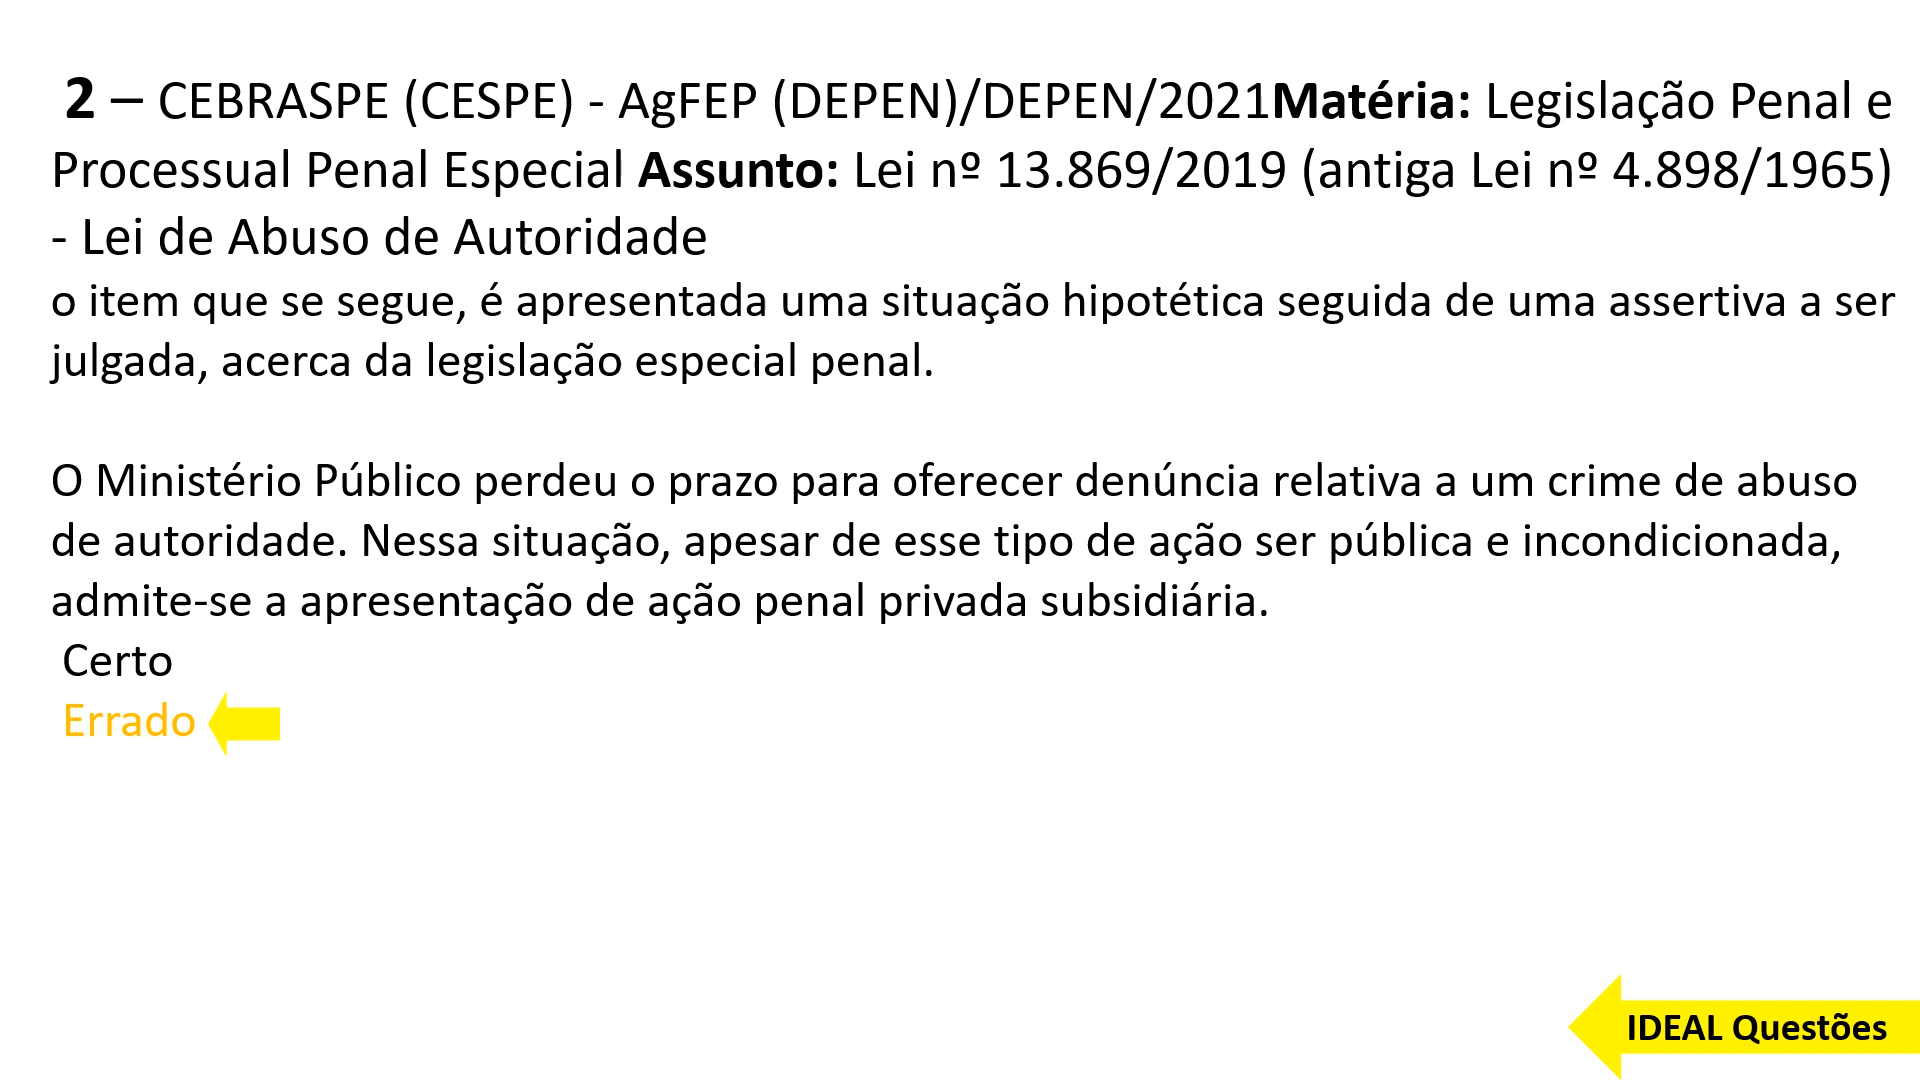 2 – CEBRASPE (CESPE) - AgFEP (DEPEN)/DEPEN/2021Matéria: Legislação Penal e
Processual Penal Especial Assunto: Lei nº 13.869/2019 (antiga Lei nº 4.898/1965)
- Lei de Abuso de Autoridade
o item que se segue, é apresentada uma situação hipotética seguida de uma assertiva a ser
julgada, acerca da legislação especial penal.
O Ministério Público perdeu o prazo para oferecer denúncia relativa a um crime de abuso
de autoridade. Nessa situação, apesar de esse tipo de ação ser pública e incondicionada,
admite-se a apresentação de ação penal privada subsidiária.
Certo
Errado
IDEAL Questões